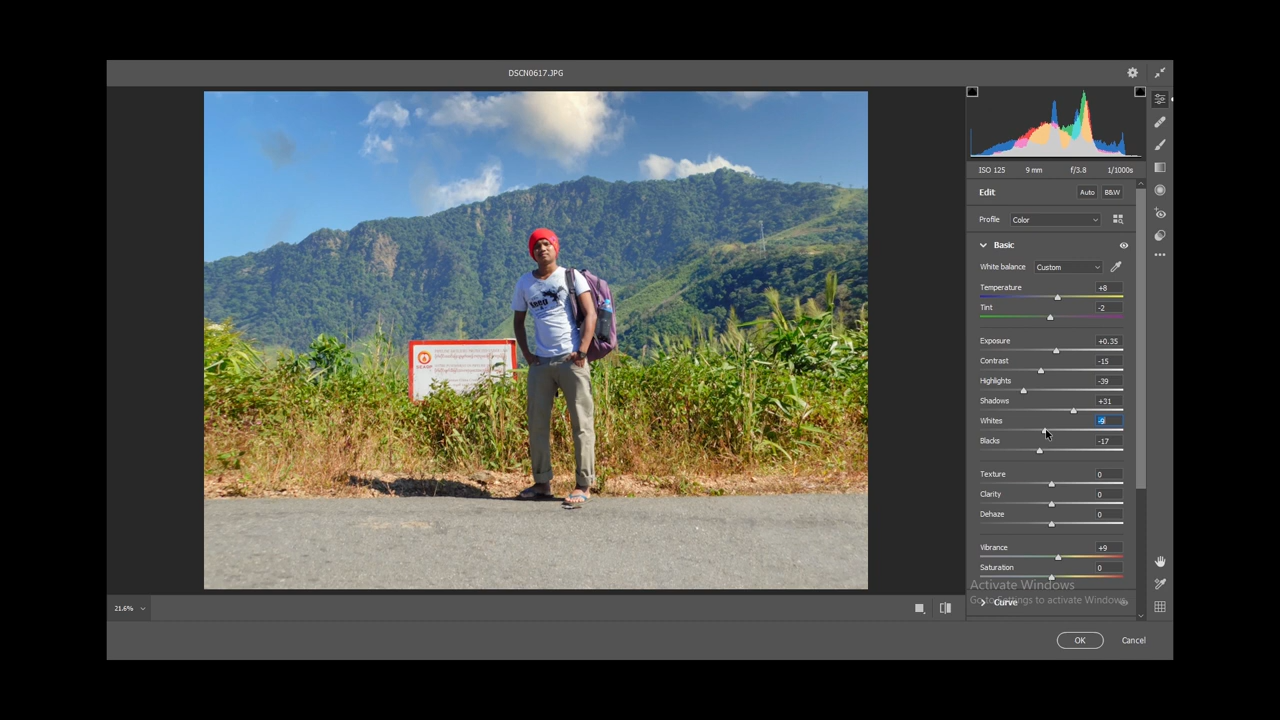 DSCN0617.JPG
ISO 125 9 mm f/3.8 1/1000s
Edit Auto B&W
Profile Color
Basic
White balance Custom
Temperature +8
Tint -2
Exposure +0.35
Contrast -15
Highlights -39
Shadows +31
Whites -9
Blacks -17
Texture 0
Clarity 0
Dehaze 0
Vibrance +9
Saturation 0
Activate Windows
Go to Settings to activate Windows.
Curve
21.6%
OK Cancel